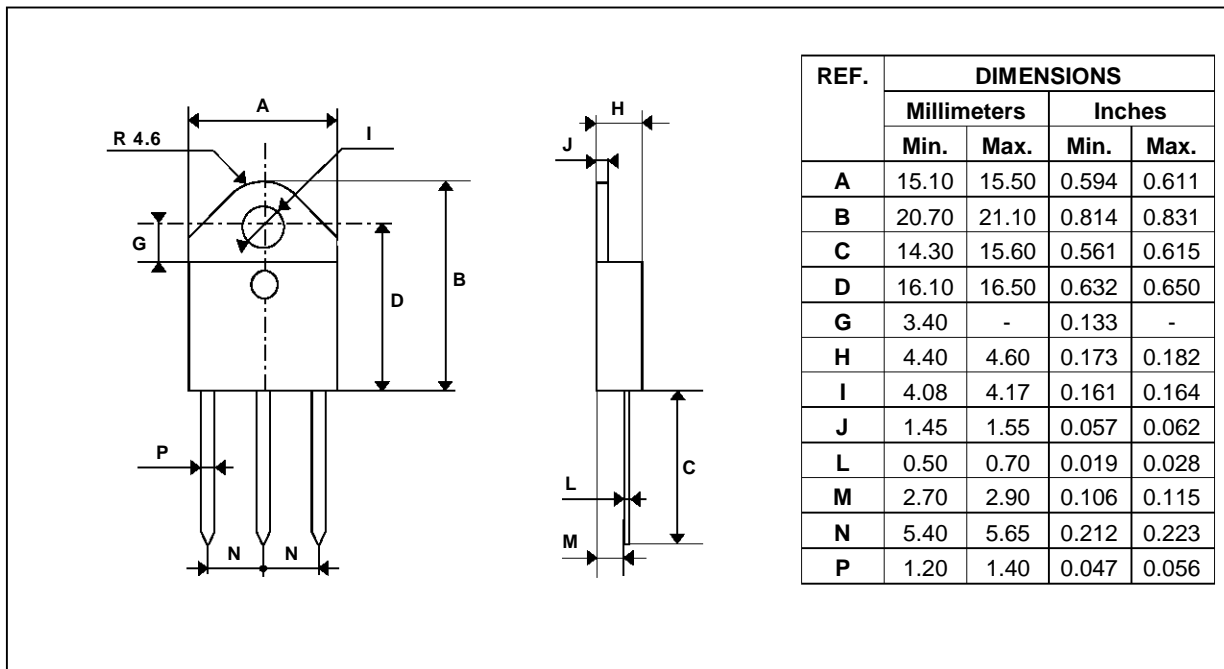 A
R 4.6
I
G
B
D
P
N N
H
J
C
L
M
REF. DIMENSIONS
Millimeters Inches
Min. Max. Min. Max.
A 15.10 15.50 0.594 0.611
B 20.70 21.10 0.814 0.831
C 14.30 15.60 0.561 0.615
D 16.10 16.50 0.632 0.650
G 3.40 - 0.133 -
H 4.40 4.60 0.173 0.182
I 4.08 4.17 0.161 0.164
J 1.45 1.55 0.057 0.062
L 0.50 0.70 0.019 0.028
M 2.70 2.90 0.106 0.115
N 5.40 5.65 0.212 0.223
P 1.20 1.40 0.047 0.056